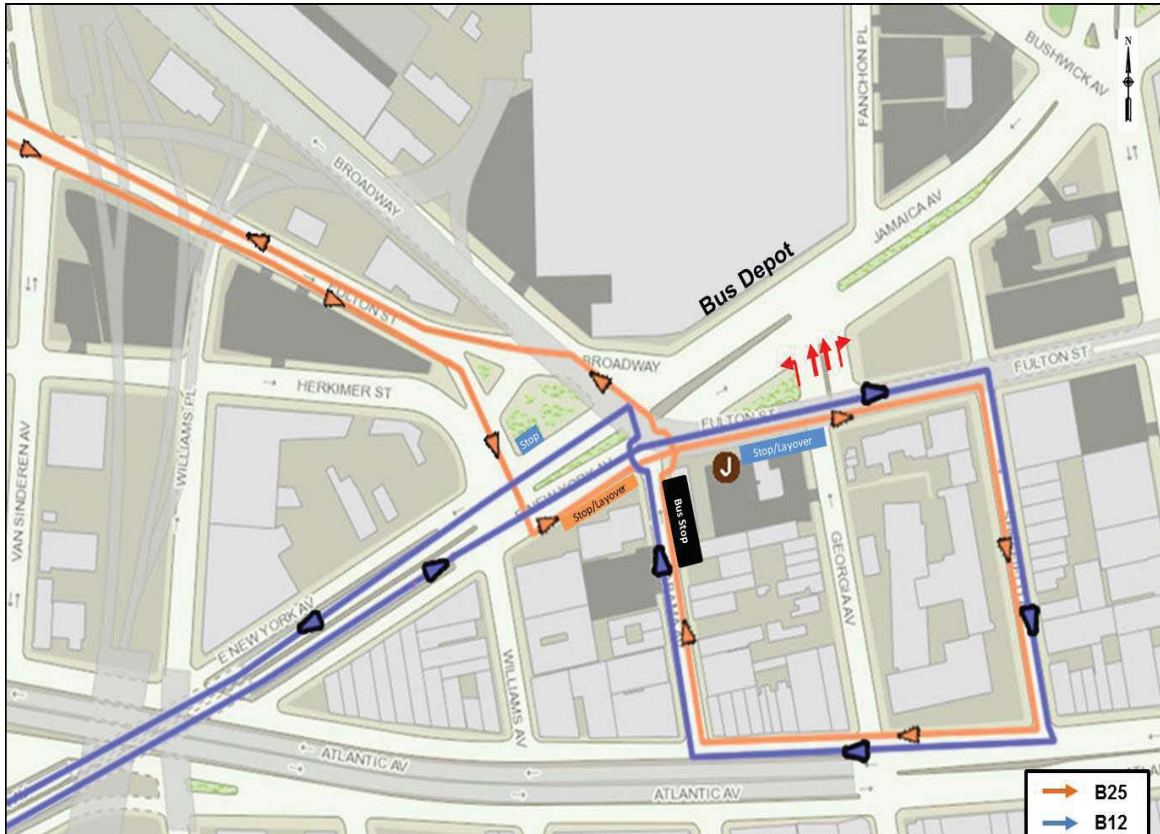 N
FANCHON PL
BUSHWICK AV
BROADWAY
JAMAICA AV
Bus Depot
FULTON ST
BROADWAY
FULTON ST
HERKIMER ST
FULTON ST
Stop
Stop/Layover
J
WILLIAMS PL
VAN SINDEREN AV
NEW YORK AV
Stop/Layover
Bus Stop
GEORGIA AV
E NEW YORK AV
WILLIAMS AV
ATLANTIC AV
ATLANTIC AV
B25
B12